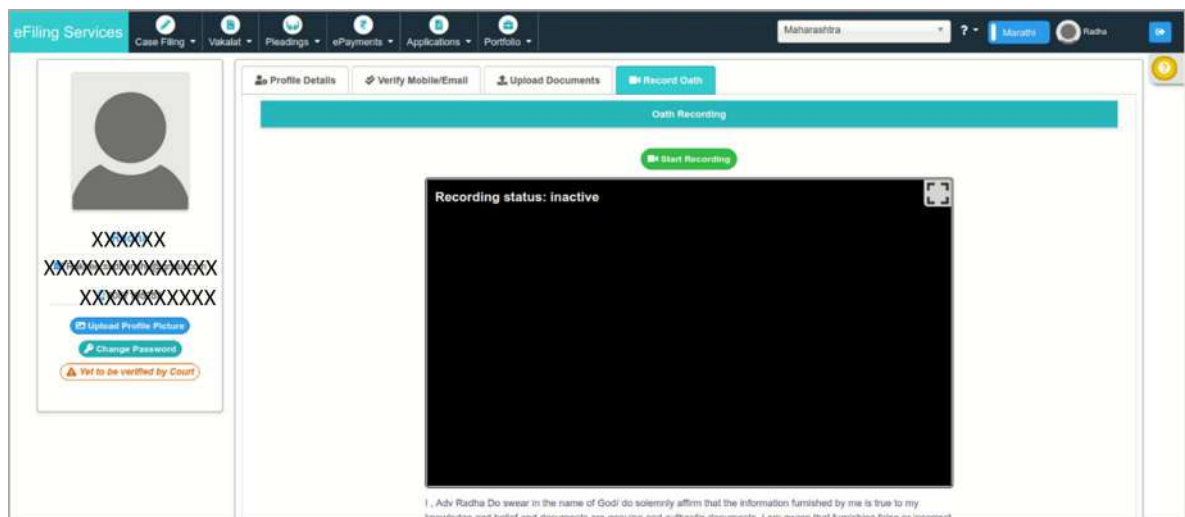 eFiling Services
Case Filing
Vakalat
Pleadings
ePayments
Applications
Portfolio
Maharashtra
?
Marathi
Radha
Profile Details
Verify Mobile/Email
Upload Documents
Record Oath
Oath Recording
Start Recording
Recording status: inactive
XXXXXX
XXXXXXXXXXXXXX
XXXXXXXXXXX
Upload Profile Picture
Change Password
Yet to be verified by Court
I , Adv Radha Do swear in the name of God/ do solemnly affirm that the information furnished by me is true to my